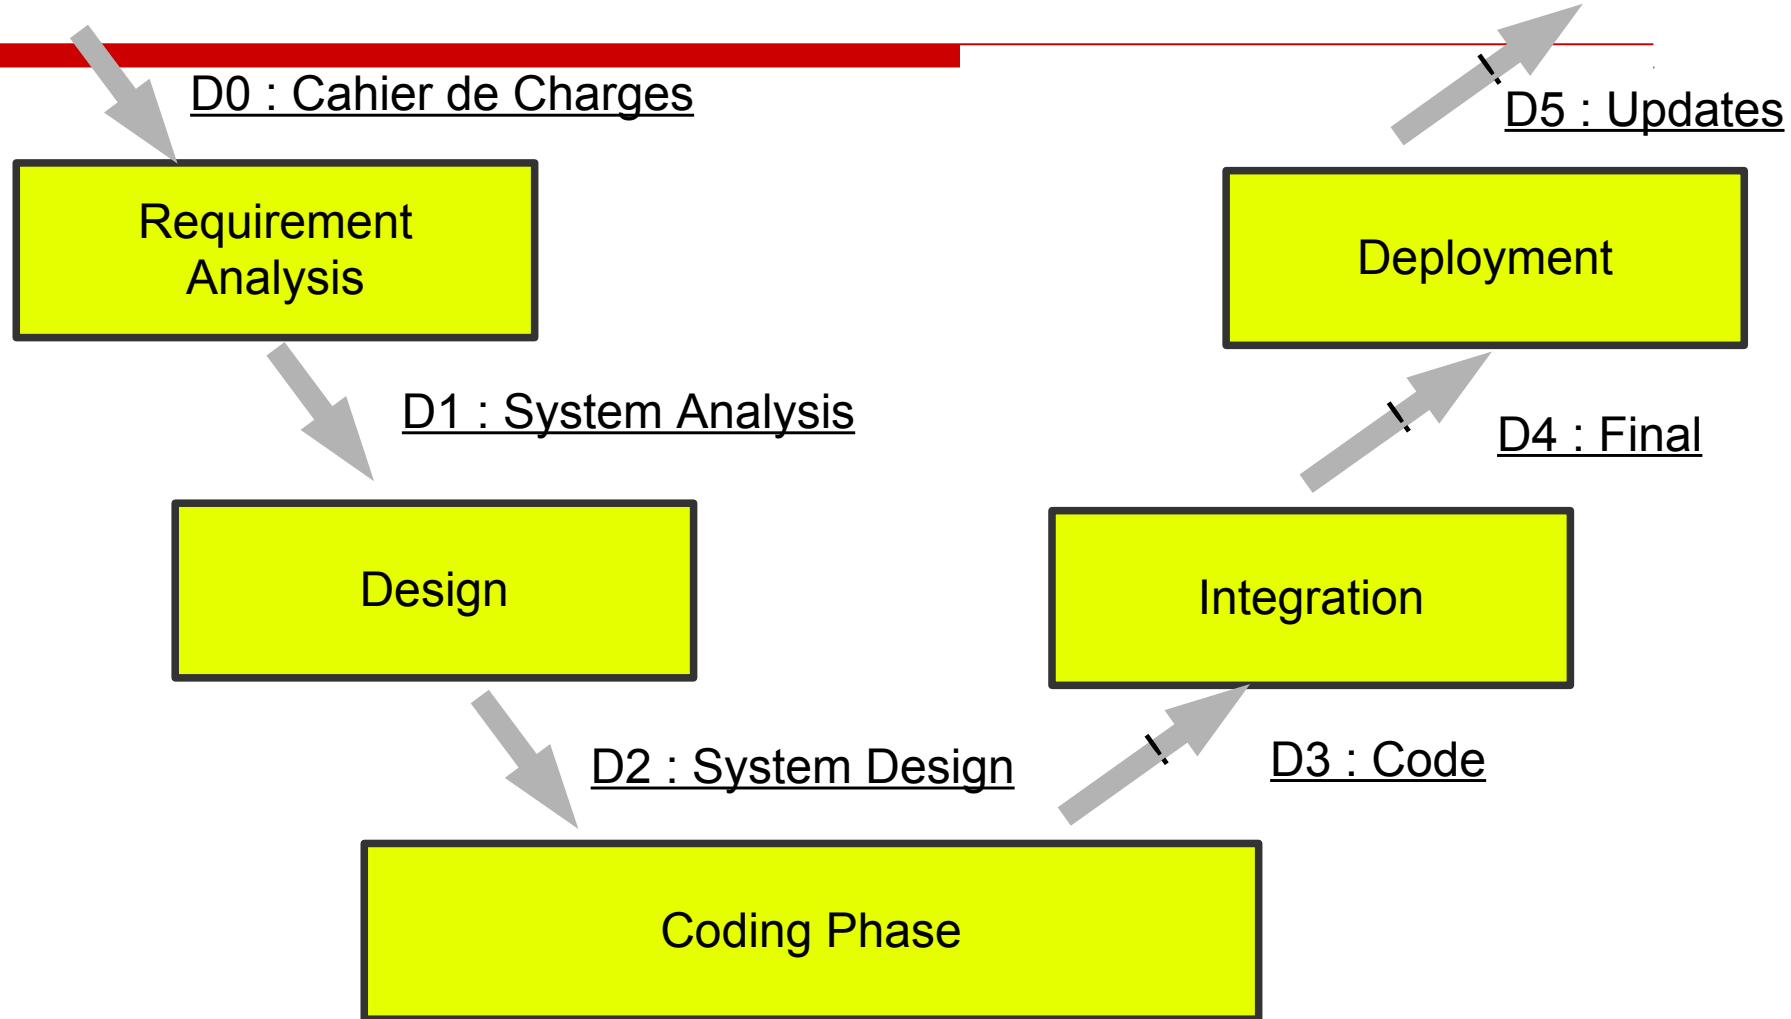 D0 : Cahier de Charges
Requirement
Analysis
D1 : System Analysis
Design
D2 : System Design
Coding Phase
D3 : Code
Integration
D4 : Final
Deployment
D5 : Updates